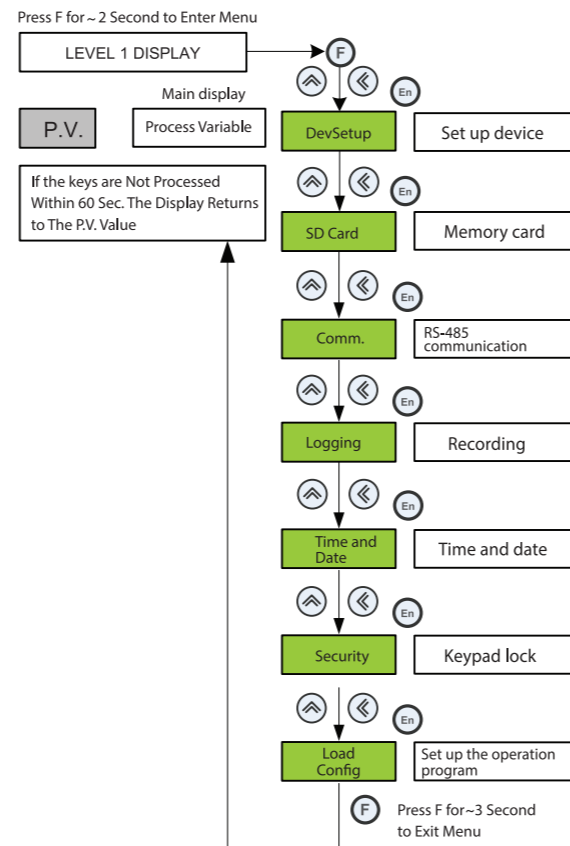 Press F for ~ 2 Second to Enter Menu
LEVEL 1 DISPLAY
F
Main display
En
P.V.
Process Variable
DevSetup
Set up device
If the keys are Not Processed
Within 60 Sec. The Display Returns
to The P.V. Value
En
SD Card
Memory card
En
Comm.
RS-485
communication
En
Logging
Recording
En
Time and
Date
Time and date
En
Security
Keypad lock
En
Load
Config
Set up the operation
program
F
Press F for~3 Second
to Exit Menu